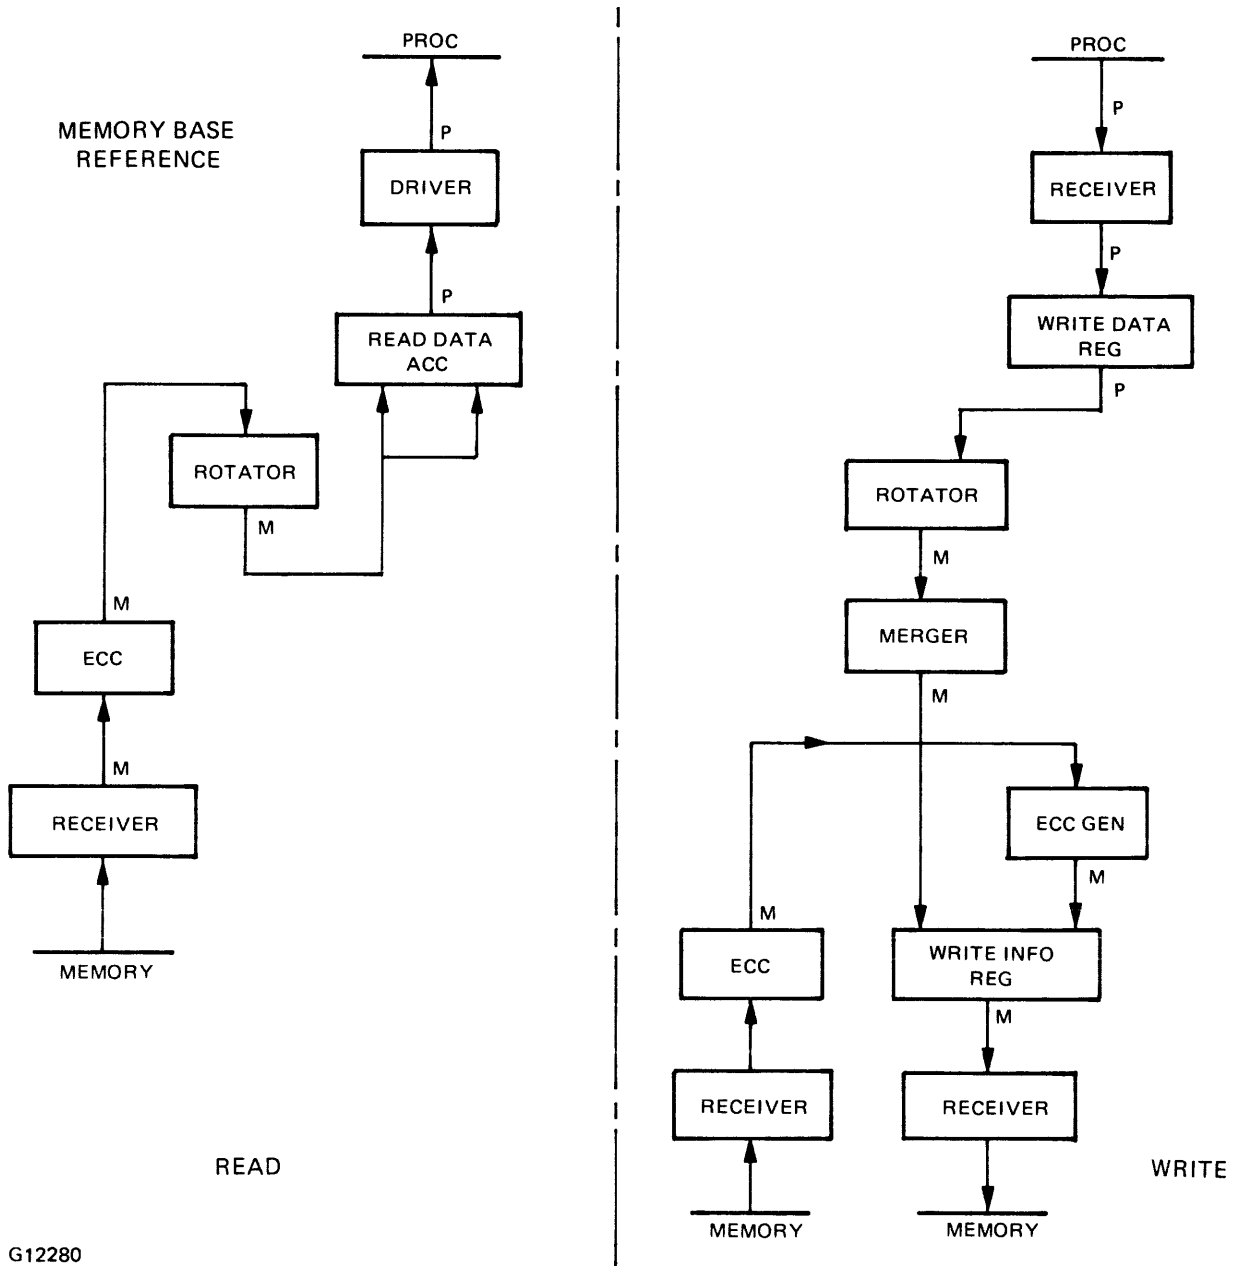 MEMORY BASE
REFERENCE
PROC
P
DRIVER
P
READ DATA
ACC
ROTATOR
M
M
ECC
M
RECEIVER
MEMORY
READ
G12280
PROC
P
RECEIVER
P
WRITE DATA
REG
P
ROTATOR
M
MERGER
M
ECC GEN
M
M
ECC
WRITE INFO
REG
M
RECEIVER
RECEIVER
MEMORY
MEMORY
WRITE